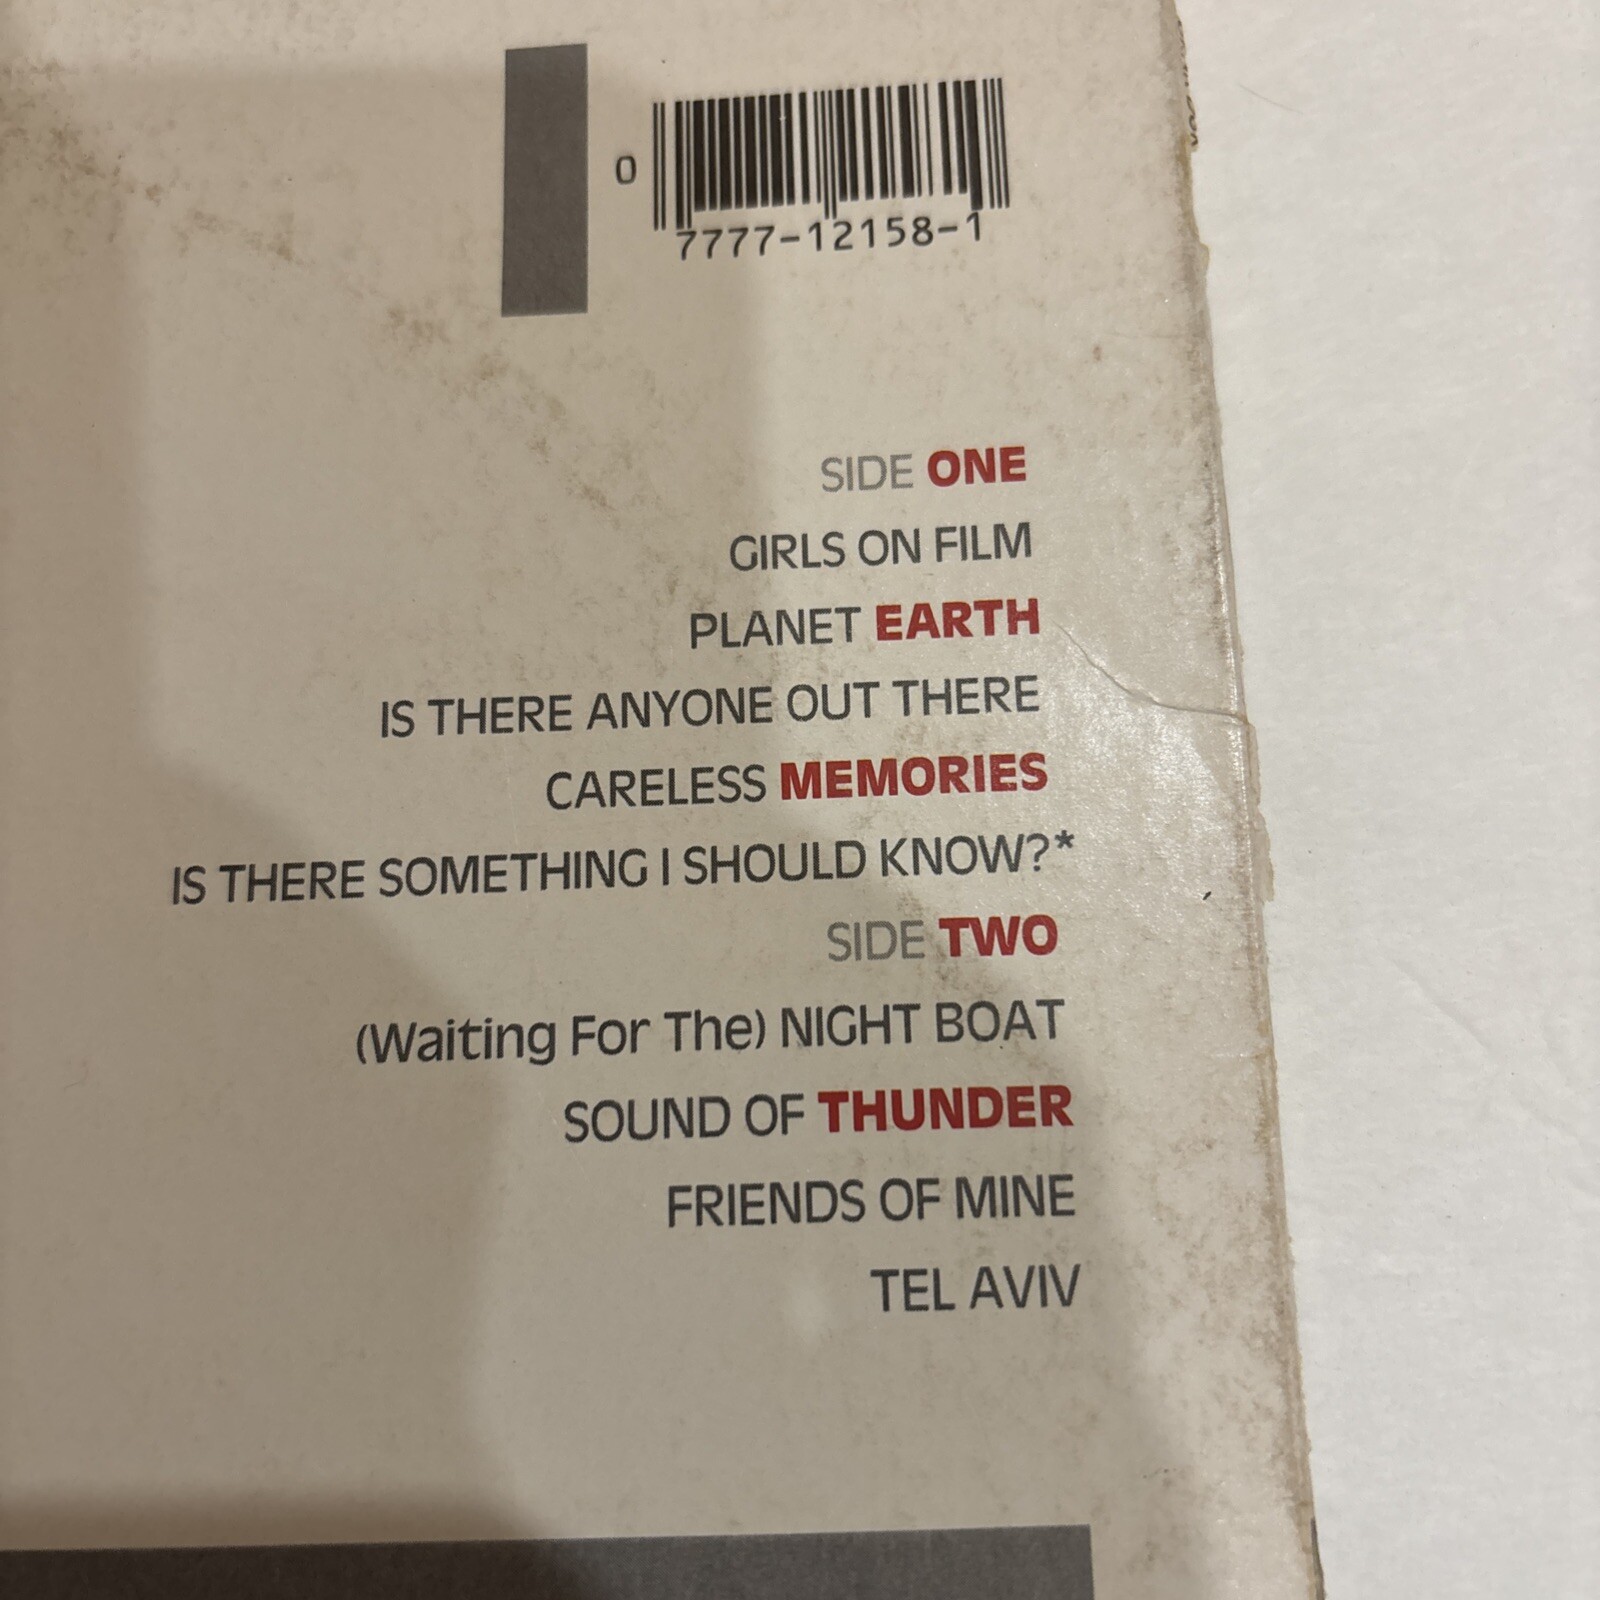 0
7777-12158-1
SIDE ONE
GIRLS ON FILM
PLANET EARTH
IS THERE ANYONE OUT THERE
CARELESS MEMORIES
IS THERE SOMETHING I SHOULD KNOW?*
SIDE TWO
(Waiting For The) NIGHT BOAT
SOUND OF THUNDER
FRIENDS OF MINE
TEL AVIV